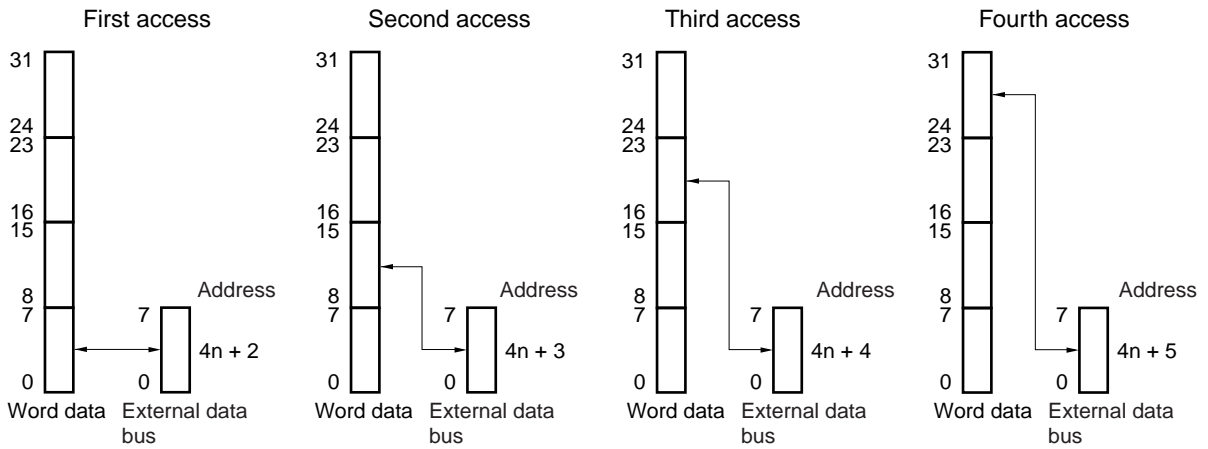 First access
31
24
23
16
15
8
7
0
Word data
Address
7
4n + 2
0
External data
bus
Second access
31
24
23
16
15
8
7
0
Word data
Address
7
4n + 3
0
External data
bus
Third access
31
24
23
16
15
8
7
0
Word data
Address
7
4n + 4
0
External data
bus
Fourth access
31
24
23
16
15
8
7
0
Word data
Address
7
4n + 5
0
External data
bus